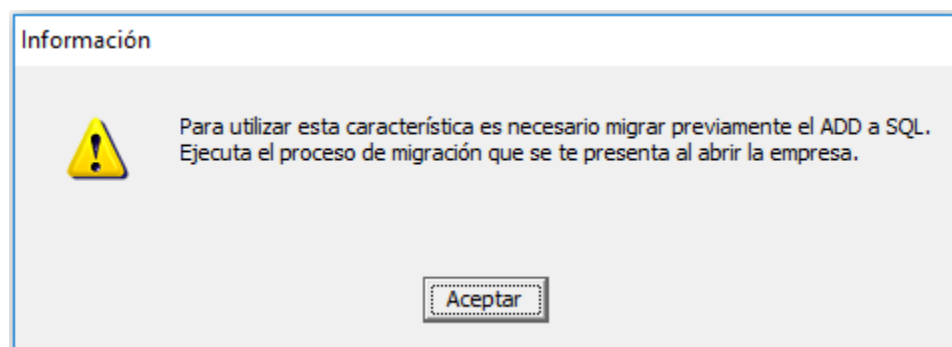 Información
Para utilizar esta característica es necesario migrar previamente el ADD a SQL.
Ejecuta el proceso de migración que se te presenta al abrir la empresa.
Aceptar